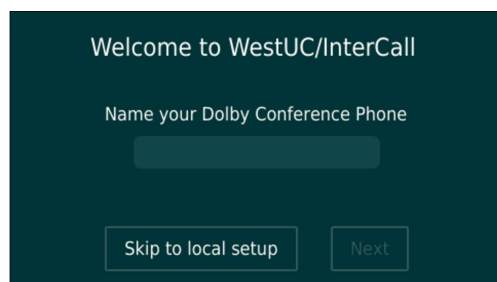 Welcome to WestUC/InterCall
Name your Dolby Conference Phone
Skip to local setup
Next